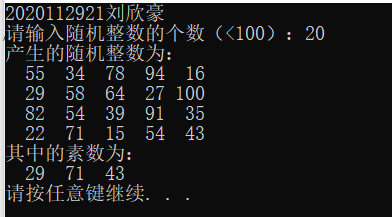 2020112921刘欣豪
请输入随机整数的个数（<100）：20
产生的随机整数为：
55 34 78 94 16
29 58 64 27 100
82 54 39 91 35
22 71 15 54 43
其中的素数为：
29 71 43
请按任意键继续. . .